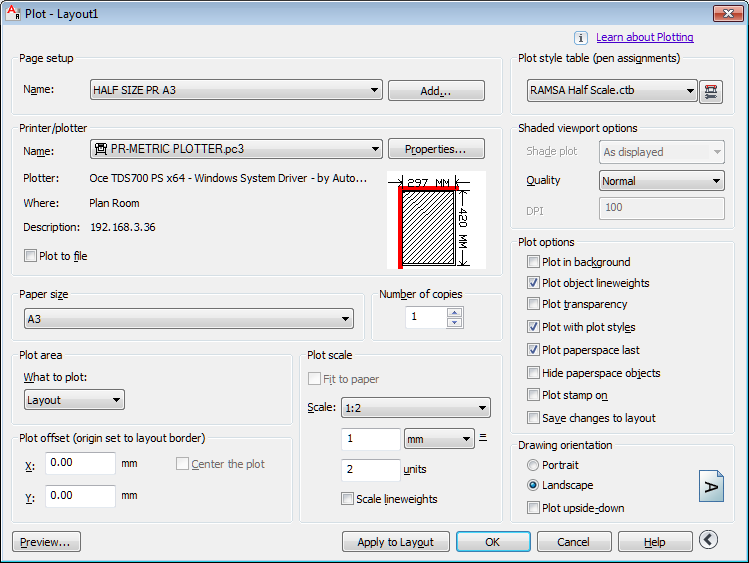 Plot - Layout1
Learn about Plotting
Page setup
Name: HALF SIZE PR A3 Add...
Plot style table (pen assignments)
RAMSA Half Scale.ctb
Printer/plotter
Name: PR-METRIC PLOTTER.pc3 Properties...
Plotter: Oce TDS700 PS x64 - Windows System Driver - by Auto...
Where: Plan Room
Description: 192.168.3.36
Plot to file
297 MM
420 MM
Shaded viewport options
Shade plot As displayed
Quality Normal
DPI 100
Paper size
A3
Number of copies
1
Plot area
What to plot:
Layout
Plot scale
Fit to paper
Scale: 1:2
1 mm =
2 units
Scale lineweights
Plot offset (origin set to layout border)
X: 0.00 mm Center the plot
Y: 0.00 mm
Plot options
Plot in background
Plot object lineweights
Plot transparency
Plot with plot styles
Plot paperspace last
Hide paperspace objects
Plot stamp on
Save changes to layout
Drawing orientation
Portrait
Landscape
Plot upside-down
A
Preview... Apply to Layout OK Cancel Help